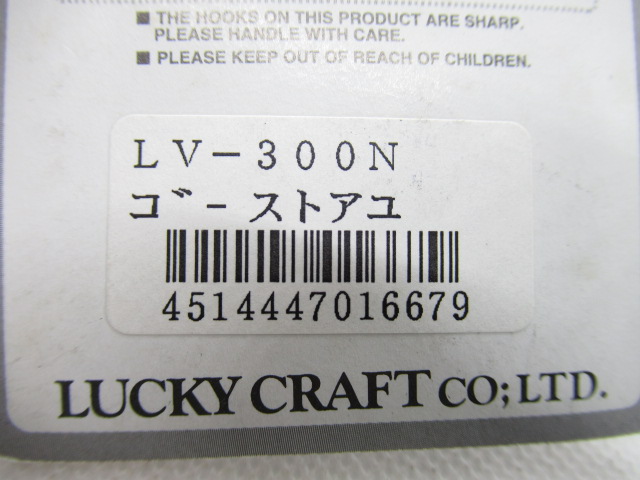 ■ THE HOOKS ON THIS PRODUCT ARE SHARP.
PLEASE HANDLE WITH CARE.
■ PLEASE KEEP OUT OF REACH OF CHILDREN.
LV-300N
ゴーストアユ
4514447016679
LUCKY CRAFT CO;LTD.